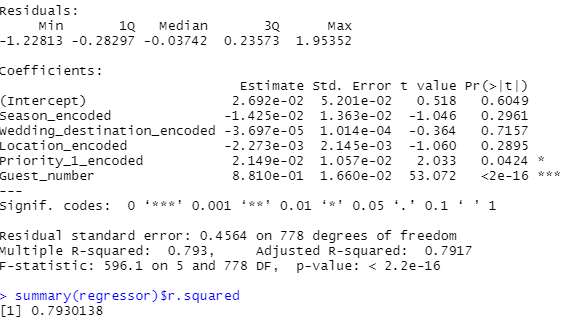 Residuals:
     Min       1Q   Median       3Q      Max
-1.22813 -0.28297 -0.03742  0.23573  1.95352

Coefficients:
                              Estimate Std. Error t value Pr(>|t|)
(Intercept)                  2.692e-02  5.201e-02   0.518   0.6049
Season_encoded              -1.425e-02  1.363e-02  -1.046   0.2961
Wedding_destination_encoded -3.697e-05  1.014e-04  -0.364   0.7157
Location_encoded            -2.273e-03  2.145e-03  -1.060   0.2895
Priority_1_encoded           2.149e-02  1.057e-02   2.033   0.0424 *
Guest_number                 8.810e-01  1.660e-02  53.072   <2e-16 ***
---
Signif. codes:  0 ‘***’ 0.001 ‘**’ 0.01 ‘*’ 0.05 ‘.’ 0.1 ‘ ’ 1

Residual standard error: 0.4564 on 778 degrees of freedom
Multiple R-squared:  0.793,	Adjusted R-squared:  0.7917
F-statistic: 596.1 on 5 and 778 DF,  p-value: < 2.2e-16

> summary(regressor)$r.squared
[1] 0.7930138